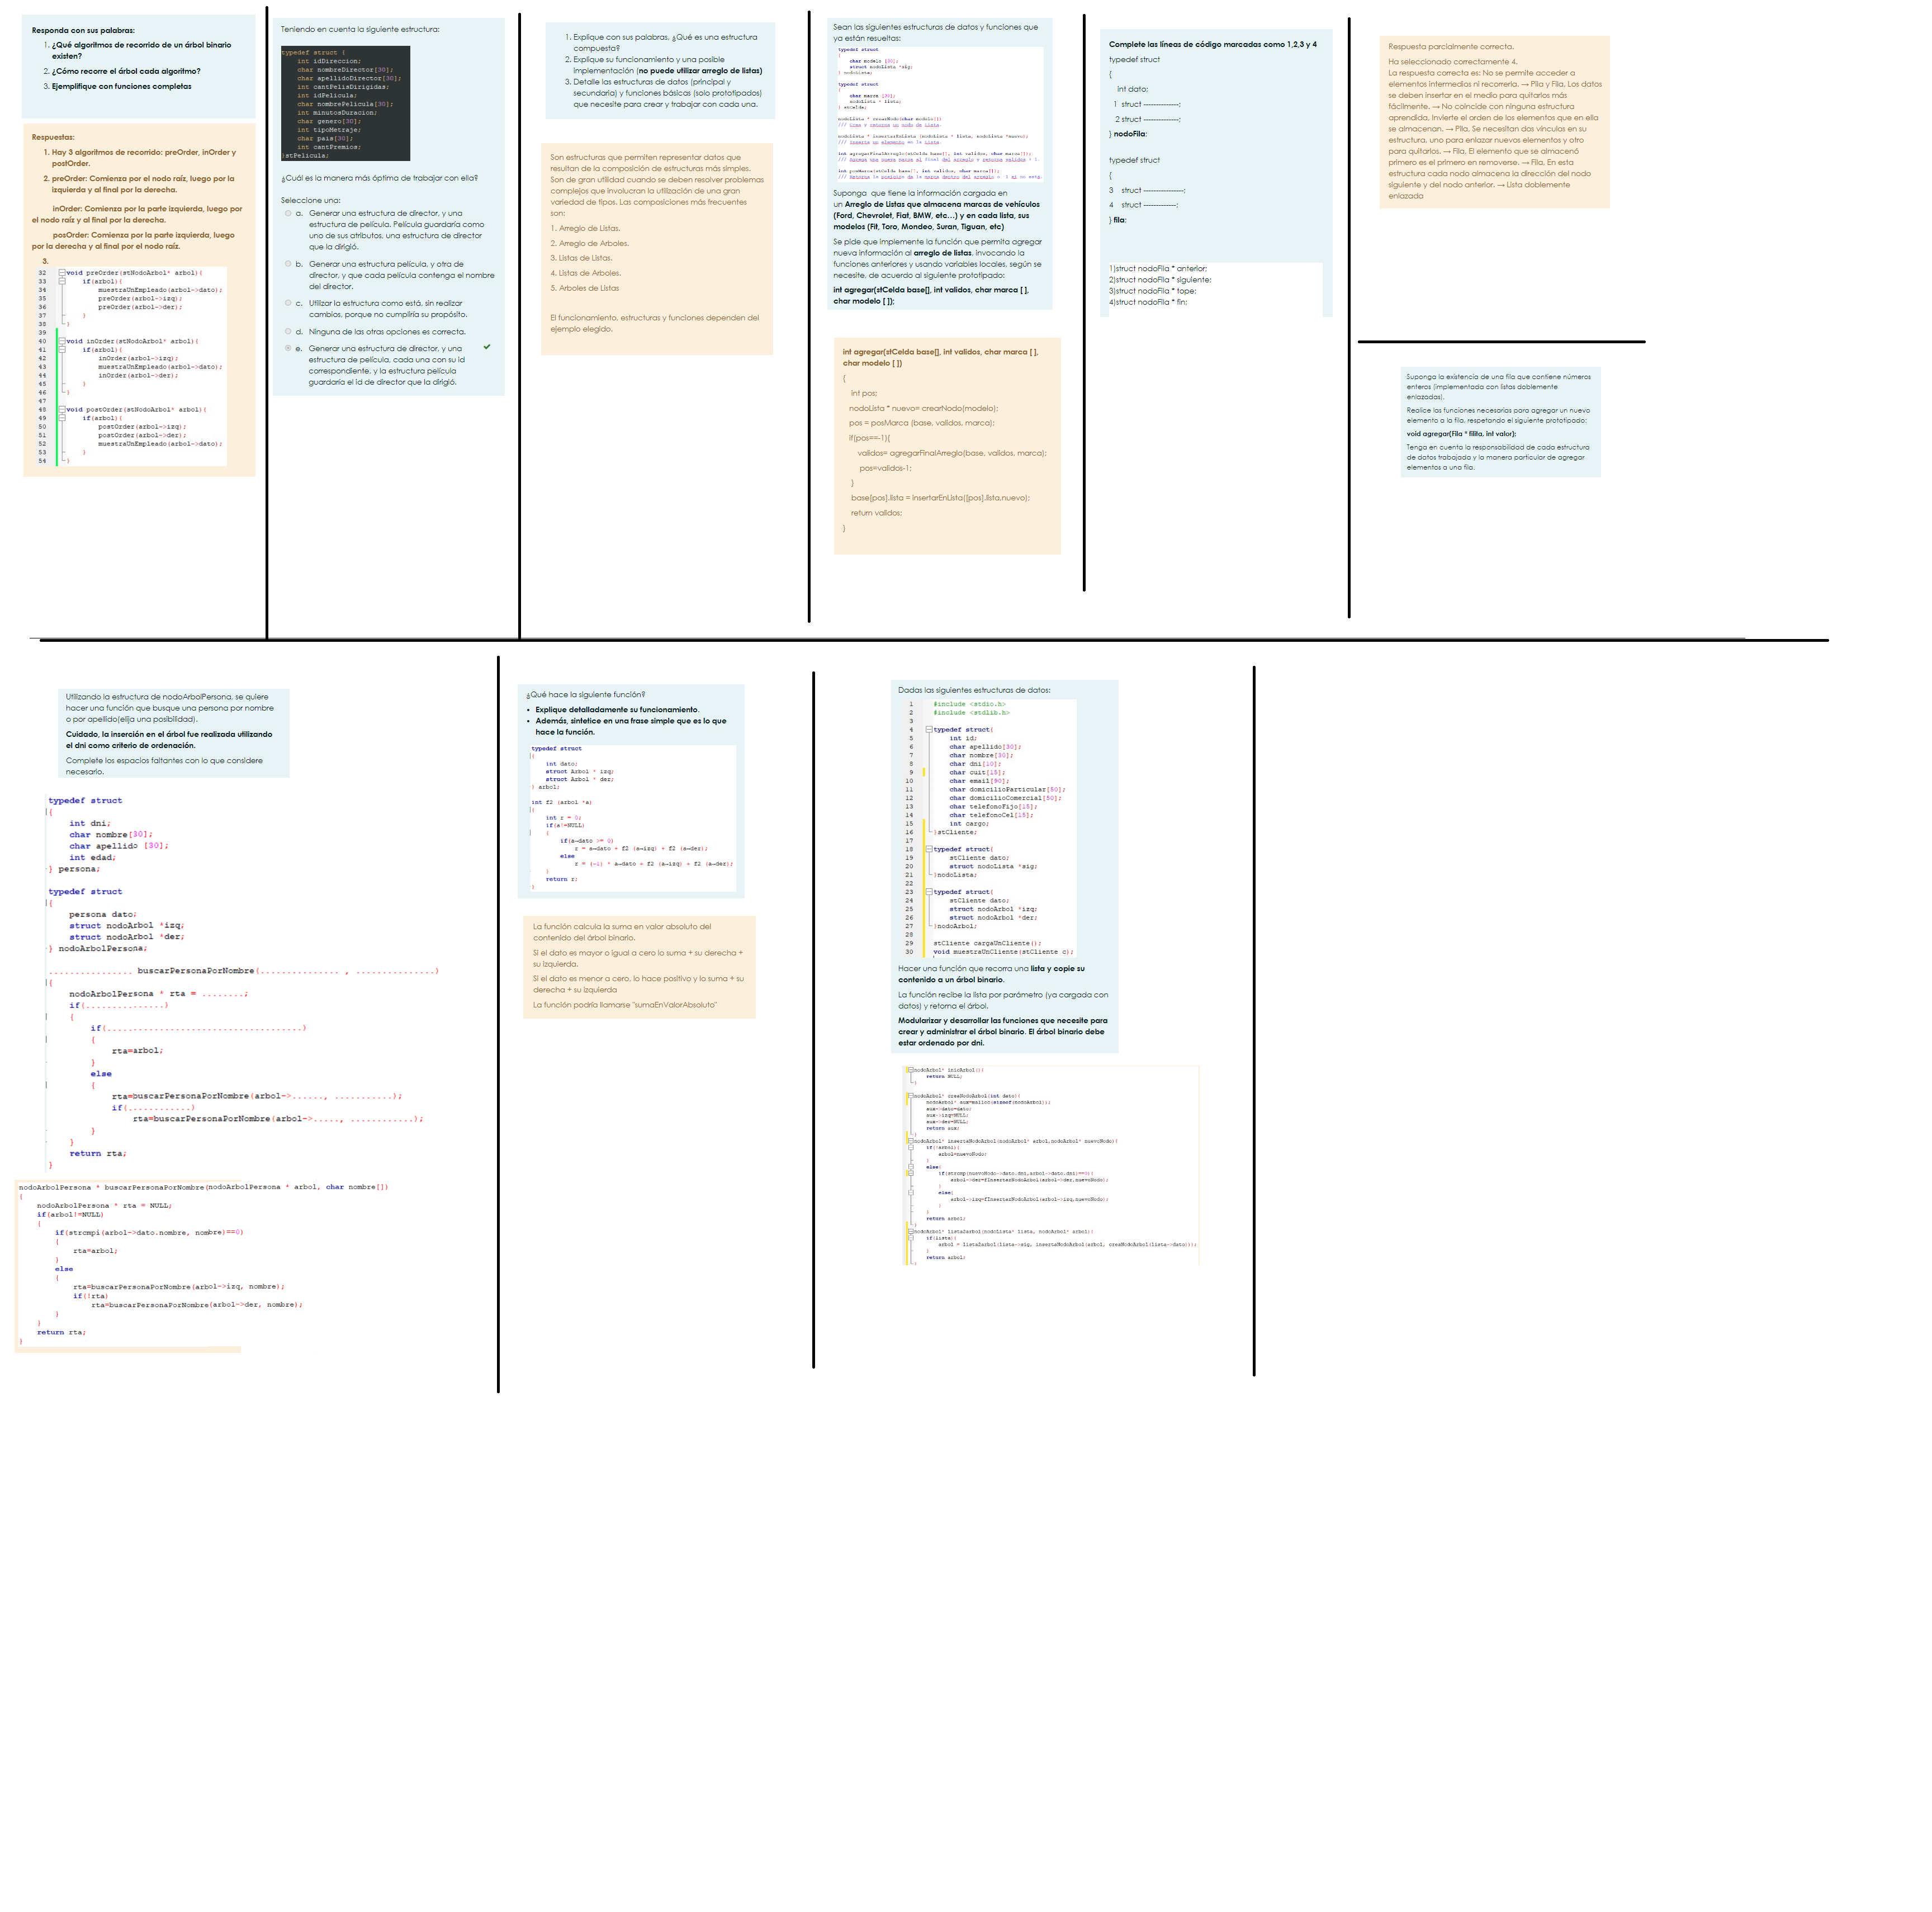 Responda con sus palabras:
1. ¿Qué algoritmos de recorrido de un árbol binario
existen?
2. ¿Cómo recorre el árbol cada algoritmo?
3. Ejemplifique con funciones completas
Respuestas:
1. Hay 3 algoritmos de recorrido: preOrder, inOrder y
postOrder.
2. preOrder: Comienza por el nodo raíz, luego por la
izquierda y al final por la derecha.
inOrder: Comienza por la parte izquierda, luego por
el nodo raíz y al final por la derecha.
posOrder: Comienza por la parte izquierda, luego
por la derecha y al final por el nodo raíz.
3.
32 void preOrder(stNodoArbol* arbol){
33 if(arbol){
34 muestraUnEmpleado(arbol->dato);
35 preOrder(arbol->izq);
36 preOrder(arbol->der);
37 }
38 }
39
40 void inOrder(stNodoArbol* arbol){
41 if(arbol){
42 inOrder(arbol->izq);
43 muestraUnEmpleado(arbol->dato);
44 inOrder(arbol->der);
45 }
46 }
47
48 void postOrder(stNodoArbol* arbol){
49 if(arbol){
50 postOrder(arbol->izq);
51 postOrder(arbol->der);
52 muestraUnEmpleado(arbol->dato);
53 }
54 }
Teniendo en cuenta la siguiente estructura:
typedef struct {
int idDireccion;
char nombreDirector[30];
char apellidoDirector[30];
int cantPelisDirigidas;
int idPelicula;
char nombrePelicula[30];
int minutosDuracion;
char genero[30];
int tipoMetraje;
char pais[30];
int cantPremios;
}stPelicula;
¿Cuál es la manera más óptima de trabajar con ella?
Seleccione una:
a. Generar una estructura de director, y una
estructura de película. Película guardaría como
uno de sus atributos, una estructura de director
que la dirigió.
b. Generar una estructura película, y otra de
director, y que cada película contenga el nombre
del director.
c. Utilizar la estructura como está, sin realizar
cambios, porque no cumpliría su propósito.
d. Ninguna de las otras opciones es correcta.
e. Generar una estructura de director, y una
estructura de película, cada una con su id
correspondiente, y la estructura película
guardaría el id de director que la dirigió.
1. Explique con sus palabras, ¿Qué es una estructura
compuesta?
2. Explique su funcionamiento y una posible
implementación (no puede utilizar arreglo de listas)
3. Detalle las estructuras de datos (principal y
secundaria) y funciones básicas (solo prototipados)
que necesite para crear y trabajar con cada una.
Son estructuras que permiten representar datos que
resultan de la composición de estructuras más simples.
Son de gran utilidad cuando se deben resolver problemas
complejos que involucran la utilización de una gran
variedad de tipos. Las composiciones más frecuentes
son:
1. Arreglo de Listas.
2. Arreglo de Arboles.
3. Listas de Listas.
4. Listas de Arboles.
5. Arboles de Listas
El funcionamiento, estructuras y funciones dependen del
ejemplo elegido.
Sean las siguientes estructuras de datos y funciones que
ya están resueltas:
typedef struct
{
char modelo [30];
struct nodoLista *sig;
} nodoLista;
typedef struct
{
char marca [30];
nodoLista * lista;
} stCelda;
nodoLista * crearNodo(char modelo[])
/// Crea y retorna un nodo de Lista.
nodoLista * insertarEnLista (nodoLista * lista, nodoLista *nuevo);
/// Inserta un elemento en la Lista.
int agregarFinalArreglo(stCelda base[], int validos, char marca[]);
/// Agrega una nueva marca al final del arreglo y retorna validos + 1.
int posMarca(stCelda base[], int validos, char marca[]);
Suponga que tiene la información cargada en
un Arreglo de Listas que almacena marcas de vehículos
(Ford, Chevrolet, Fiat, BMW, etc...) y en cada lista, sus
modelos (Fit, Toro, Mondeo, Suran, Tiguan, etc)
Se pide que implemente la función que permita agregar
nueva información al arreglo de listas, invocando la
funciones anteriores y usando variables locales, según se
necesite, de acuerdo al siguiente prototipado:
int agregar(stCelda base[], int validos, char marca [ ],
char modelo [ ]);
int agregar(stCelda base[], int validos, char marca [ ],
char modelo [ ])
{
int pos;
nodoLista * nuevo= crearNodo(modelo);
pos = posMarca (base, validos, marca);
if(pos==-1){
validos= agregarFinalArreglo(base, validos, marca);
pos=validos-1;
}
base[pos].lista = insertarEnLista([pos].lista,nuevo);
return validos;
}
Complete las líneas de código marcadas como 1,2,3 y 4
typedef struct
{
int dato;
1 struct -------------;
2 struct -------------;
} nodoFila;
typedef struct
{
3 struct ---------------;
4 struct ------------;
} fila;
1)struct nodoFila * anterior;
2)struct nodoFila * siguiente;
3)struct nodoFila * tope;
4)struct nodoFila * fin;
Respuesta parcialmente correcta.
Ha seleccionado correctamente 4.
La respuesta correcta es: No se permite acceder a
elementos intermedios ni recorrerla. → Pila y Fila, Los datos
se deben insertar en el medio para quitarlos más
fácilmente. → No coincide con ninguna estructura
aprendida, Invierte el orden de los elementos que en ella
se almacenan. → Pila, Se necesitan dos vínculos en su
estructura, uno para enlazar nuevos elementos y otro
para quitarlos. → Fila, El elemento que se almacenó
primero es el primero en removerse. → Fila, En esta
estructura cada nodo almacena la dirección del nodo
siguiente y del nodo anterior. → Lista doblemente
enlazada
Suponga la existencia de una fila que contiene números
enteros (implementada con listas doblemente
enlazadas).
Realice las funciones necesarias para agregar un nuevo
elemento a la fila, respetando el siguiente prototipado:
void agregar(Fila * filita, int valor);
Tenga en cuenta la responsabilidad de cada estructura
de datos trabajada y la manera particular de agregar
elementos a una fila.
Utilizando la estructura de nodoArbolPersona, se quiere
hacer una función que busque una persona por nombre
o por apellido(elija una posibilidad).
Cuidado, la inserción en el árbol fue realizada utilizando
el dni como criterio de ordenación.
Complete los espacios faltantes con lo que considere
necesario.
typedef struct
{
int dni;
char nombre[30];
char apellido [30];
int edad;
} persona;
typedef struct
{
persona dato;
struct nodoArbol *izq;
struct nodoArbol *der;
} nodoArbolPersona;
................ buscarPersonaPorNombre(............... , ...............)
{
nodoArbolPersona * rta = ........;
if(...............)
{
if(.....................................)
{
rta=arbol;
}
else
{
rta=buscarPersonaPorNombre(arbol->......, ...........);
if(............)
rta=buscarPersonaPorNombre(arbol->....., ............);
}
}
return rta;
}
nodoArbolPersona * buscarPersonaPorNombre(nodoArbolPersona * arbol, char nombre[])
{
nodoArbolPersona * rta = NULL;
if(arbol!=NULL)
{
if(strcmpi(arbol->dato.nombre, nombre)==0)
{
rta=arbol;
}
else
{
rta=buscarPersonaPorNombre(arbol->izq, nombre);
if(!rta)
rta=buscarPersonaPorNombre(arbol->der, nombre);
}
}
return rta;
}
¿Qué hace la siguiente función?
• Explique detalladamente su funcionamiento.
• Además, sintetice en una frase simple que es lo que
hace la función.
typedef struct
{
int dato;
struct Arbol * izq;
struct Arbol * der;
} arbol;
int f2 (arbol *a)
{
int r = 0;
if(a!=NULL)
{
if(a→dato >= 0)
r = a→dato + f2 (a→izq) + f2 (a→der);
else
r = (-1) * a→dato + f2 (a→izq) + f2 (a→der);
}
return r;
}
La función calcula la suma en valor absoluto del
contenido del árbol binario.
Si el dato es mayor o igual a cero lo suma + su derecha +
su izquierda.
Si el dato es menor a cero, lo hace positivo y lo suma + su
derecha + su izquierda
La función podría llamarse "sumaEnValorAbsoluto"
Dadas las siguientes estructuras de datos:
1 #include <stdio.h>
2 #include <stdlib.h>
3
4 typedef struct{
5 int id;
6 char apellido[30];
7 char nombre[30];
8 char dni[10];
9 char cuit[15];
10 char email[90];
11 char domicilioParticular[50];
12 char domicilioComercial[50];
13 char telefonoFijo[15];
14 char telefonoCel[15];
15 int cargo;
16 }stCliente;
17
18 typedef struct{
19 stCliente dato;
20 struct nodoLista *sig;
21 }nodoLista;
22
23 typedef struct{
24 stCliente dato;
25 struct nodoArbol *izq;
26 struct nodoArbol *der;
27 }nodoArbol;
28
29 stCliente cargaUnCliente();
30 void muestraUnCliente(stCliente c);
Hacer una función que recorra una lista y copie su
contenido a un árbol binario.
La función recibe la lista por parámetro (ya cargada con
datos) y retorna el árbol.
Modularizar y desarrollar las funciones que necesite para
crear y administrar el árbol binario. El árbol binario debe
estar ordenado por dni.
nodoArbol* inicArbol(){
return NULL;
}
nodoArbol* creaNodoArbol(int dato){
nodoArbol* aux=malloc(sizeof(nodoArbol));
aux->dato=dato;
aux->izq=NULL;
aux->der=NULL;
return aux;
}
nodoArbol* insertaNodoArbol(nodoArbol* arbol,nodoArbol* nuevoNodo){
if(!arbol){
arbol=nuevoNodo;
}
else{
if(strcmp(nuevoNodo->dato.dni,arbol->dato.dni)==0){
arbol->der=fInsertarNodoArbol(arbol->der,nuevoNodo);
}
else{
arbol->izq=fInsertarNodoArbol(arbol->izq,nuevoNodo);
}
}
return arbol;
}
nodoArbol* lista2arbol(nodoLista* lista, nodoArbol* arbol){
if(lista){
arbol = lista2arbol(lista->sig, insertaNodoArbol(arbol, creaNodoArbol(lista->dato)));
}
return arbol;
}